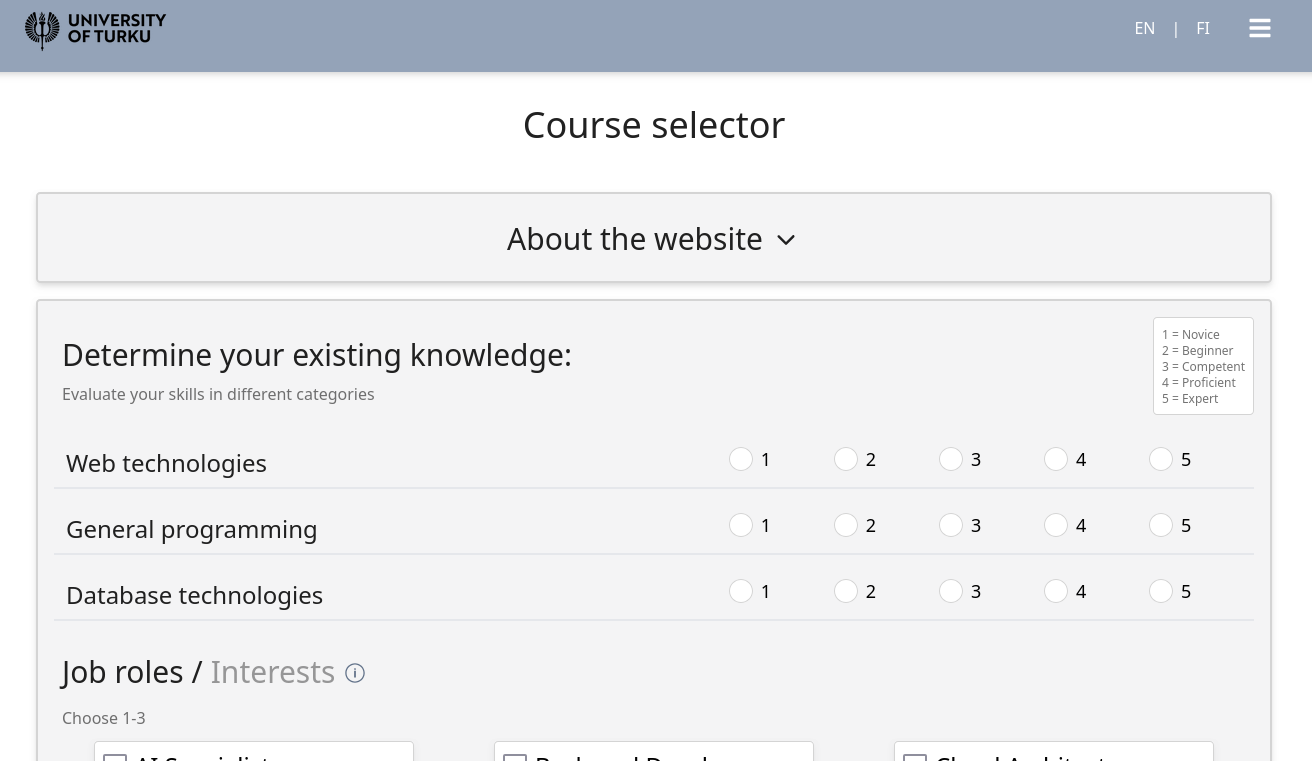 UNIVERSITY
OF TURKU
EN | FI
Course selector
About the website
Determine your existing knowledge:
Evaluate your skills in different categories
1 = Novice
2 = Beginner
3 = Competent
4 = Proficient
5 = Expert
Web technologies 1 2 3 4 5
General programming 1 2 3 4 5
Database technologies 1 2 3 4 5
Job roles / Interests
Choose 1-3
AI Specialist